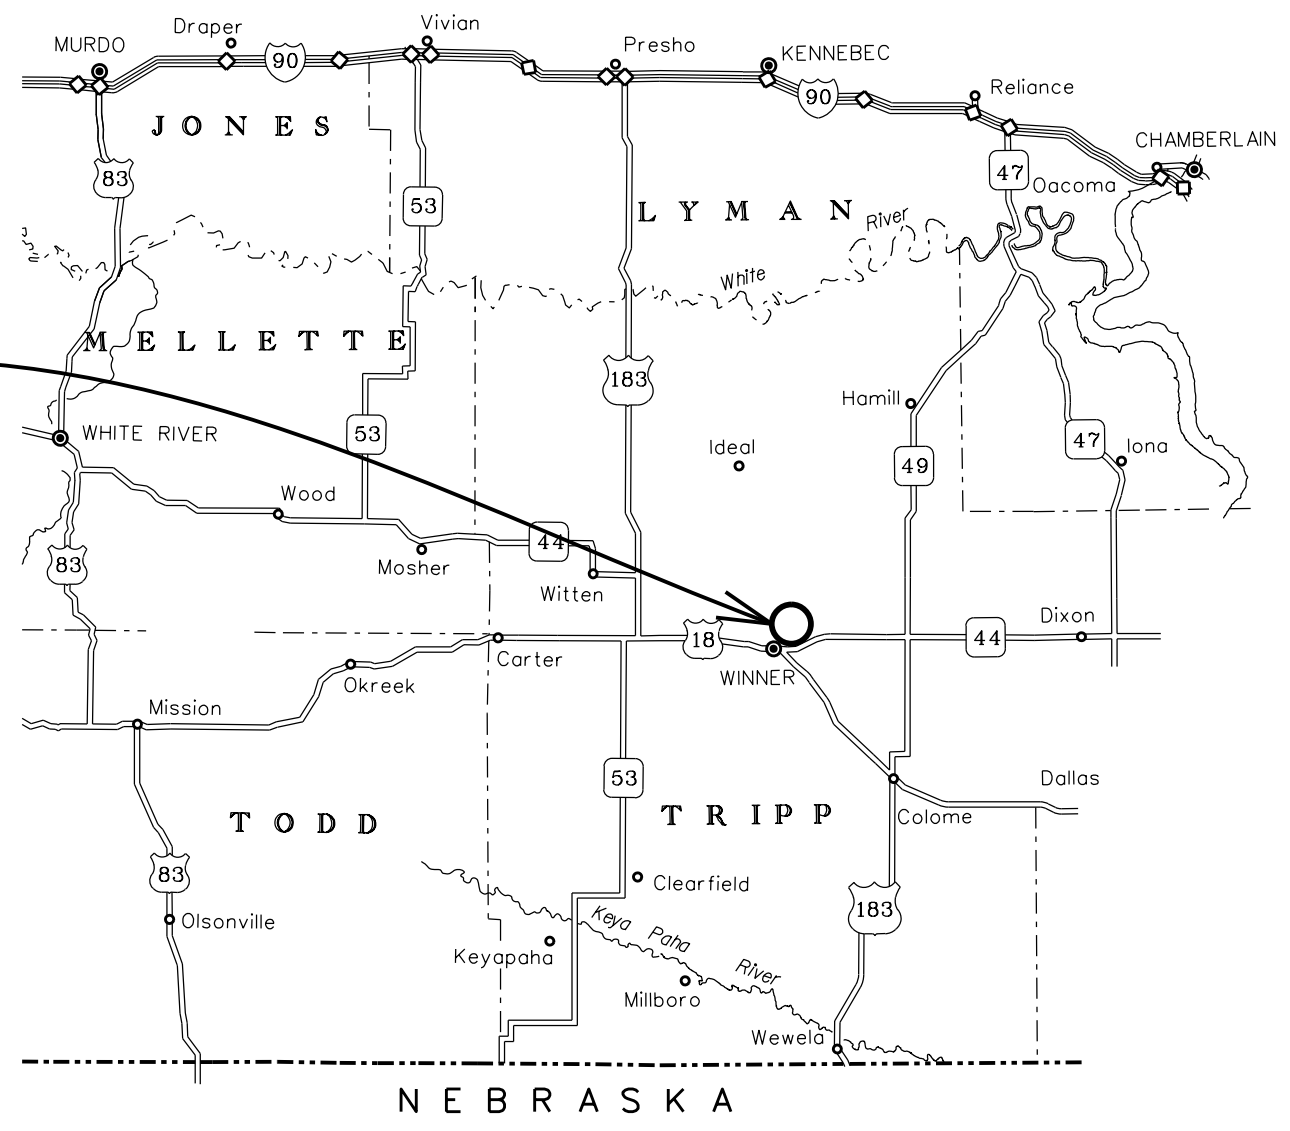 Vivian
Draper
MURDO
Presho
KENNEBEC
90
90
Reliance
JONES
CHAMBERLAIN
47
83
Oacoma
53
LYMAN
River
White
MELLETTE
183
Hamill
WHITE RIVER
53
47
Iona
Ideal
49
Wood
44
83
Mosher
Witten
Dixon
18
44
Carter
WINNER
Okreek
Mission
53
Dallas
TODD
TRIPP
Colome
83
Clearfield
183
Olsonville
Keya Paha River
Keyapaha
Millboro
Wewela
NEBRASKA